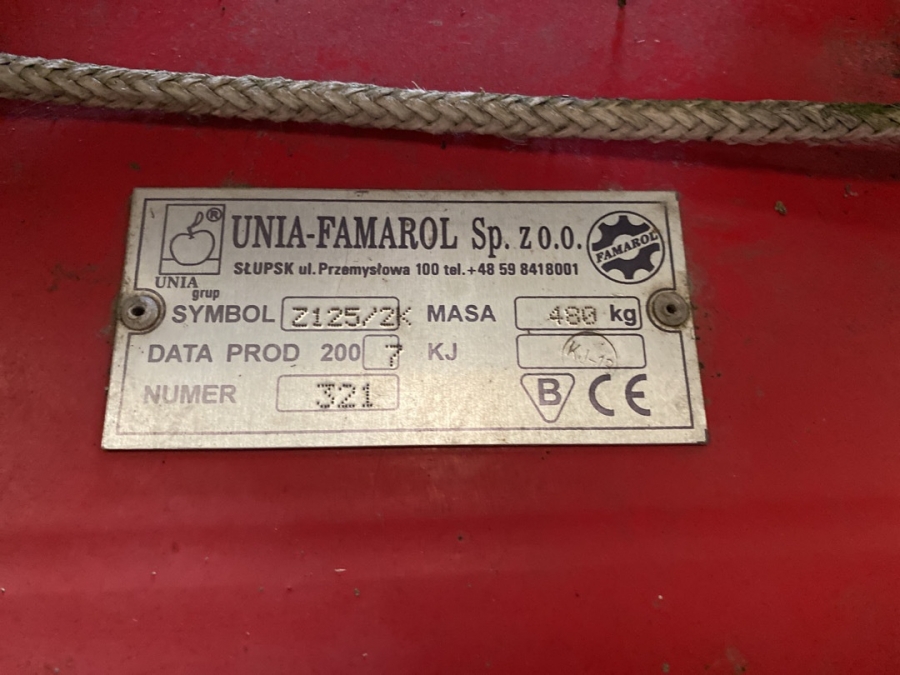 ® UNIA-FAMAROL Sp. z o.o.
SŁUPSK ul.Przemysłowa 100 tel.+48 59 8418001
UNIA
grup
FAMAROL
SYMBOL Z125/2K MASA 480 kg
DATA PROD 2007 KJ
NUMER 321 B CE